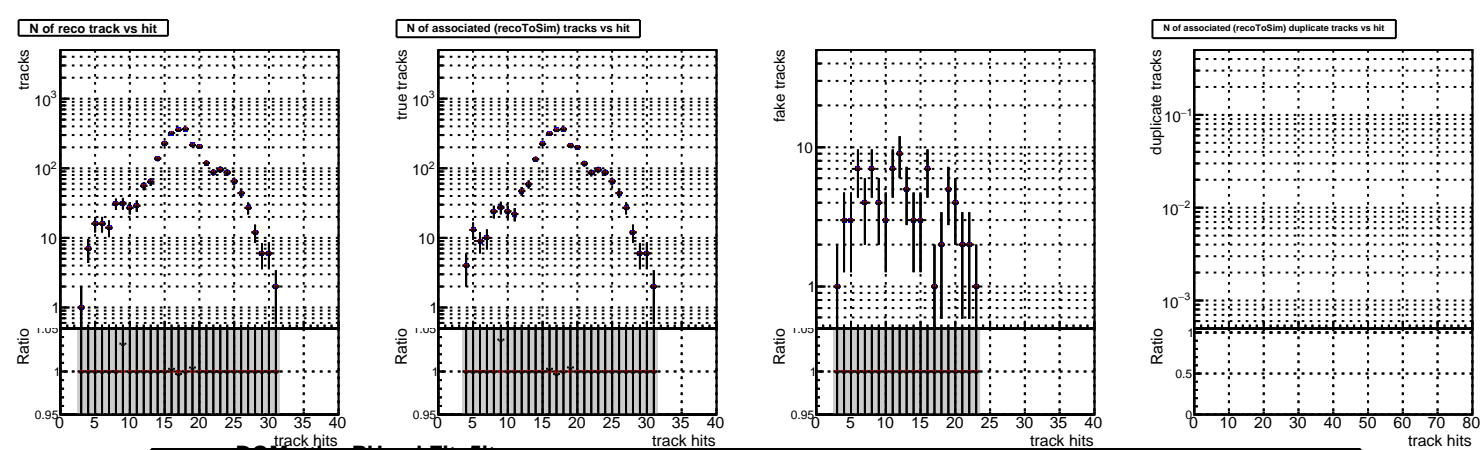 N of reco track vs hit
tracks
10³
10²
10
1
Ratio
1.05
1
0.95
0 5 10 15 20 25 30 35 40
track hits
N of associated (recoToSim) tracks vs hit
true tracks
10³
10²
10
1
Ratio
1.05
1
0.95
0 5 10 15 20 25 30 35 40
track hits
fake tracks
10
1
Ratio
1.05
1
0.95
0 5 10 15 20 25 30 35 40
track hits
N of associated (recoToSim) duplicate tracks vs hit
duplicate tracks
10⁻¹
10⁻²
10⁻³
Ratio
1
0.5
0
0 10 20 30 40 50 60 70 80
track hits